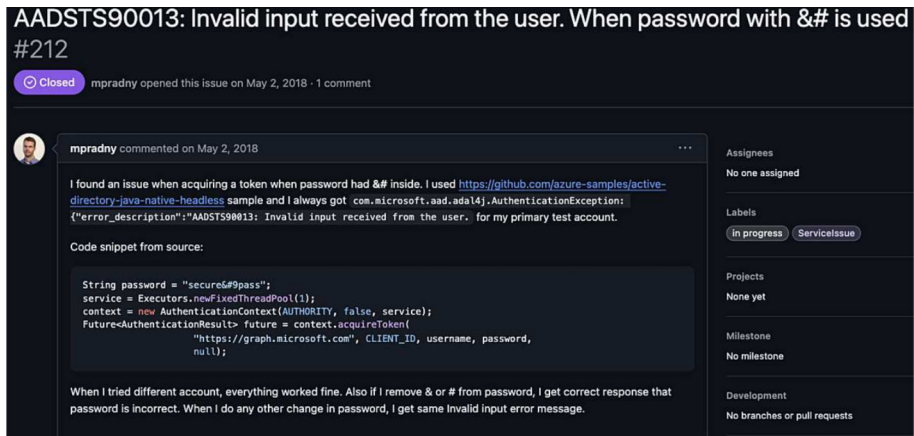 AADSTS90013: Invalid input received from the user. When password with &# is used
#212
Closed mpradny opened this issue on May 2, 2018 · 1 comment
mpradny commented on May 2, 2018
I found an issue when acquiring a token when password had &# inside. I used https://github.com/azure-samples/active-
directory-java-native-headless sample and I always got com.microsoft.aad.adal4j.AuthenticationException:
{"error_description":"AADSTS90013: Invalid input received from the user. for my primary test account.
Code snippet from source:
String password = "secure&#9pass";
service = Executors.newFixedThreadPool(1);
context = new AuthenticationContext(AUTHORITY, false, service);
Future<AuthenticationResult> future = context.acquireToken(
"https://graph.microsoft.com", CLIENT_ID, username, password,
null);
When I tried different account, everything worked fine. Also if I remove & or # from password, I get correct response that
password is incorrect. When I do any other change in password, I get same Invalid input error message.
Assignees
No one assigned
Labels
in progress ServiceIssue
Projects
None yet
Milestone
No milestone
Development
No branches or pull requests